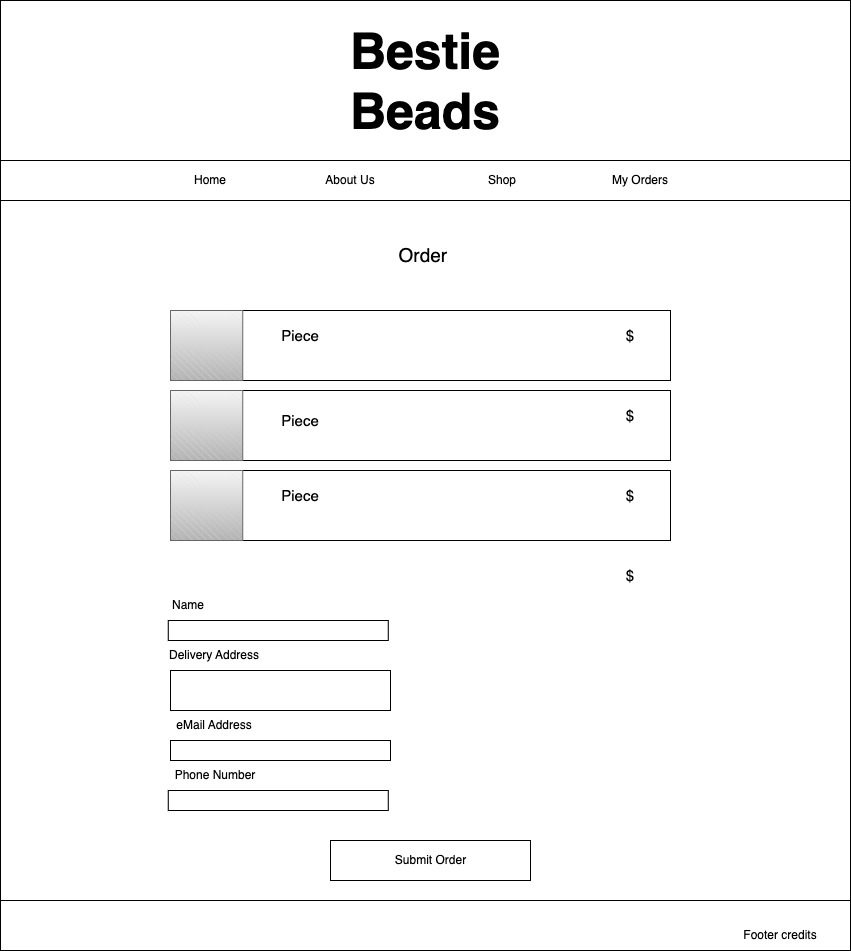 Bestie
Beads
Home About Us Shop My Orders
Order
Piece $
Piece $
Piece $
$
Name
Delivery Address
eMail Address
Phone Number
Submit Order
Footer credits